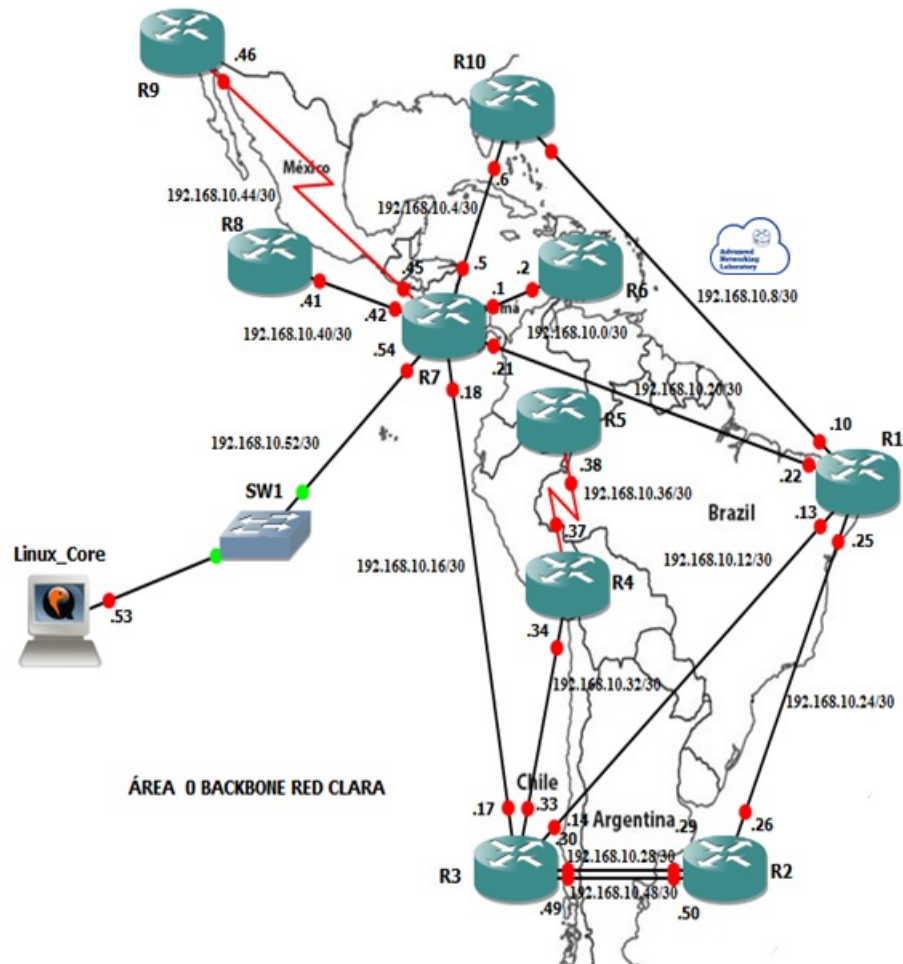 .46
R9
R10
México
192.168.10.44/30
.6
192.168.10.4/30
R8
.45
.5
.2
R6
Advanced
Networking
Laboratory
192.168.10.8/30
.41
.42
.1
má
192.168.10.0/30
192.168.10.40/30
.54
R7
.21
.18
192.168.10.20/30
R5
.10
R1
.22
192.168.10.52/30
.38
192.168.10.36/30
SW1
Brazil
.13
.25
.37
Linux_Core
192.168.10.16/30
192.168.10.12/30
R4
.53
.34
192.168.10.32/30
192.168.10.24/30
ÁREA 0 BACKBONE RED CLARA
Chile
.17
.33
.14
Argentina
.29
.26
.30
R3
192.168.10.28/30
R2
192.168.10.48/30
.49
.50